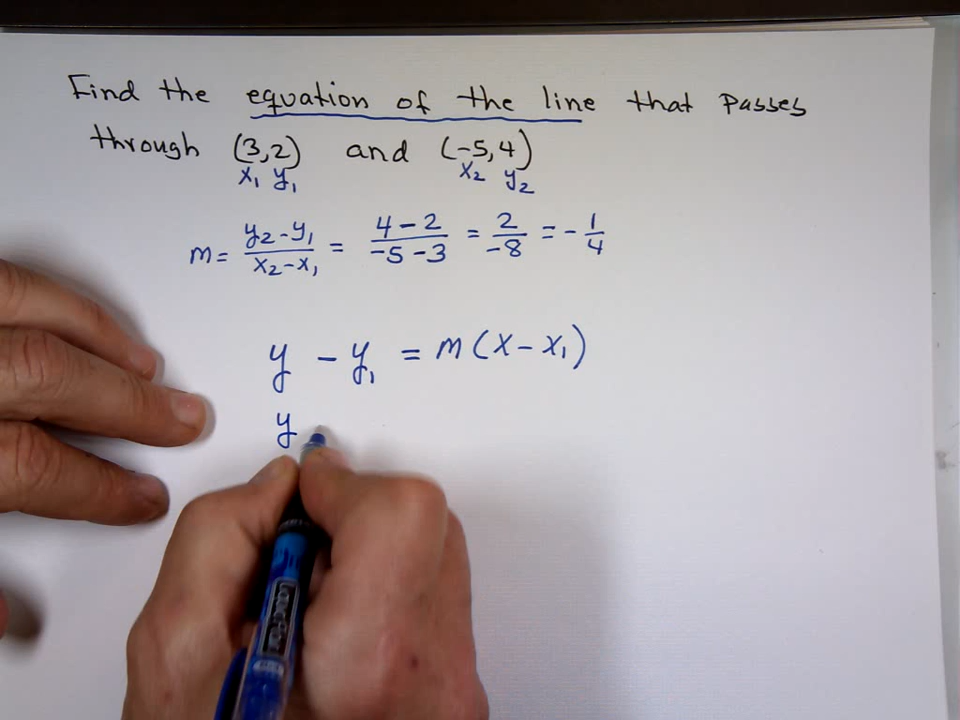 Find the equation of the line that passes
through (3,2) and (-5,4)
x₁ y₁ x₂ y₂
m = (y₂-y₁)/(x₂-x₁) = (4-2)/(-5-3) = 2/-8 = -1/4
y - y₁ = m(x-x₁)
y